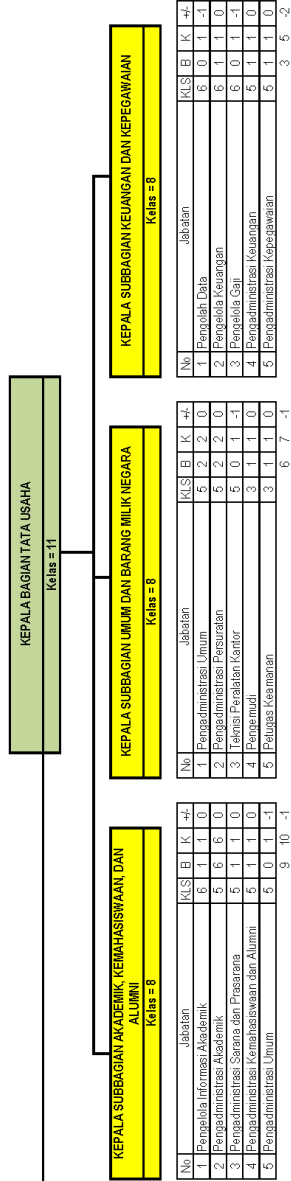 KEPALA BAGIAN TATA USAHA
Kelas = 11
KEPALA SUBBAGIAN AKADEMIK, KEMAHASISWAAN, DAN
ALUMNI
Kelas = 8
No Jabatan KLS B K +/-
1 Pengelola Informasi Akademik 6 1 1 0
2 Pengadministrasi Akademik 5 6 6 0
3 Pengadministrasi Sarana dan Prasarana 5 1 1 0
4 Pengadministrasi Kemahasiswaan dan Alumni 5 1 1 0
5 Pengadministrasi Umum 5 0 1 -1
9 10 -1
KEPALA SUBBAGIAN UMUM DAN BARANG MILIK NEGARA
Kelas = 8
No Jabatan KLS B K +/-
1 Pengadministrasi Umum 5 2 2 0
2 Pengadministrasi Persuratan 5 2 2 0
3 Teknisi Peralatan Kantor 5 0 1 -1
4 Pengemudi 3 1 1 0
5 Petugas Keamanan 3 1 1 0
6 7 -1
KEPALA SUBBAGIAN KEUANGAN DAN KEPEGAWAIAN
Kelas = 8
No Jabatan KLS B K +/-
1 Pengolah Data 6 0 1 -1
2 Pengelola Keuangan 6 1 1 0
3 Pengelola Gaji 6 0 1 -1
4 Pengadministrasi Keuangan 5 1 1 0
5 Pengadministrasi Kepegawaian 5 1 1 0
3 5 -2